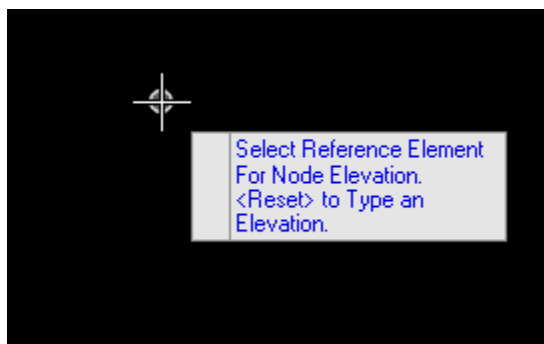 Select Reference Element
For Node Elevation.
<Reset> to Type an
Elevation.